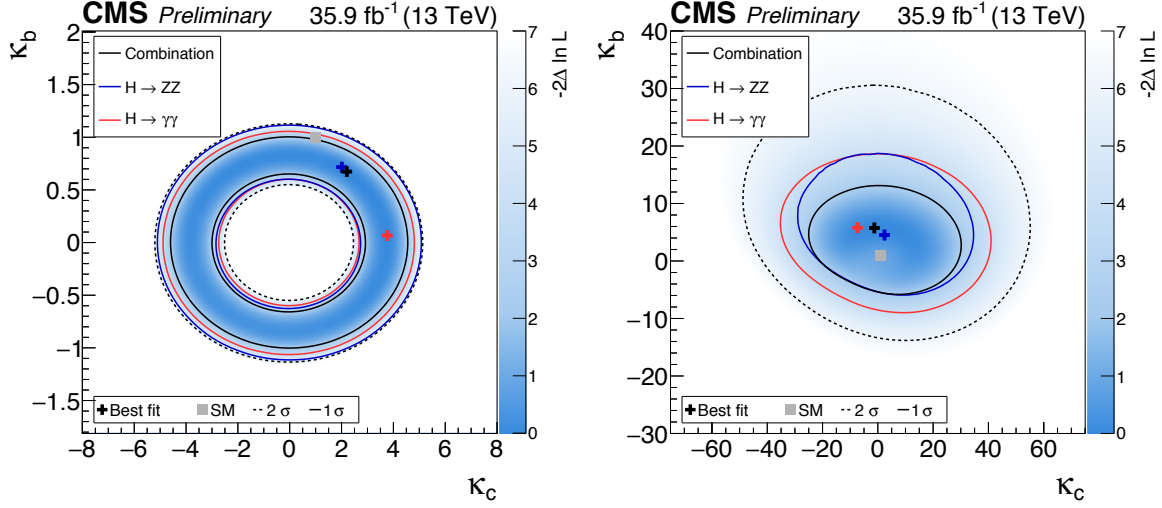 CMS Preliminary 35.9 fb⁻¹ (13 TeV)
κb
2
1.5
1
0.5
0
−0.5
−1
−1.5
Combination
H → ZZ
H → γγ
Best fit SM 2 σ 1 σ
−8 −6 −4 −2 0 2 4 6 8
κc
7
6
5
4
3
2
1
0
-2Δ ln L
CMS Preliminary 35.9 fb⁻¹ (13 TeV)
κb
40
30
20
10
0
−10
−20
−30
Combination
H → ZZ
H → γγ
Best fit SM 2 σ 1 σ
−60 −40 −20 0 20 40 60
κc
7
6
5
4
3
2
1
0
-2Δ ln L